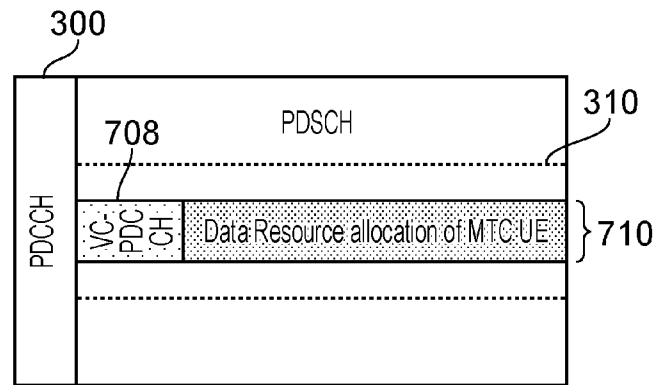 300
PDSCH
310
708
PDCCH
VC-
PDC
CH
Data Resource allocation of MTC UE
710